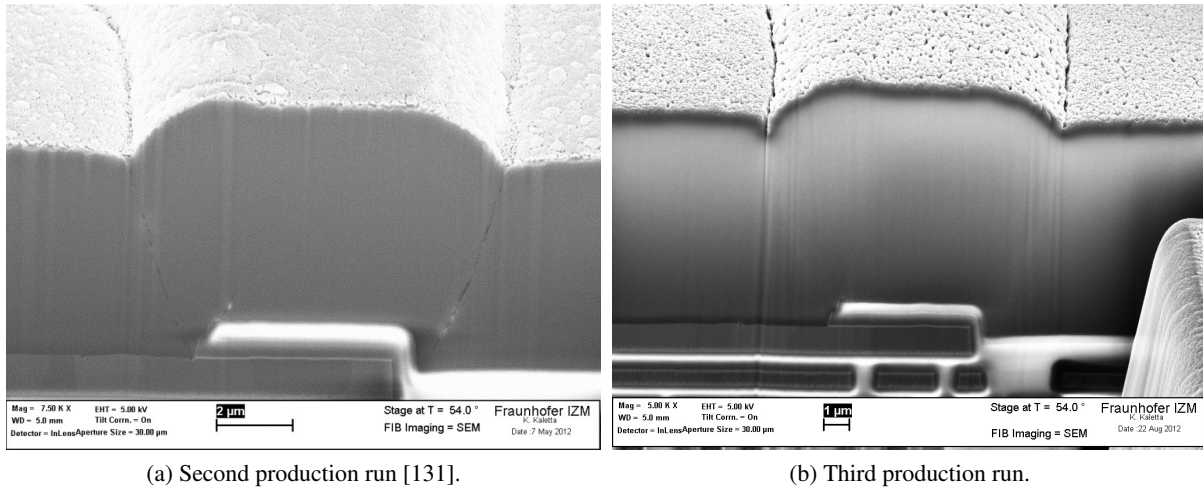 Mag = 7.50 K X
EHT = 5.00 kV
2 µm
Stage at T = 54.0 °
Fraunhofer IZM
WD = 5.0 mm
Tilt Corrn. = On
K. Kaletta
Detector = InLens
Aperture Size = 30.00 µm
FIB Imaging = SEM
Date :7 May 2012
Mag = 5.00 K X
EHT = 5.00 kV
1 µm
Stage at T = 54.0 °
Fraunhofer IZM
WD = 5.0 mm
Tilt Corrn. = On
K. Kaletta
Detector = InLens
Aperture Size = 30.00 µm
FIB Imaging = SEM
Date :22 Aug 2012
(a) Second production run [131].
(b) Third production run.